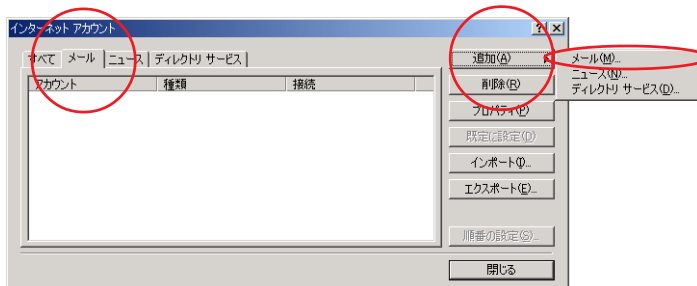 インターネット アカウント
すべて メール ニュース ディレクトリ サービス
アカウント 種類 接続
追加(A)
削除(R)
プロパティ(P)
既定に設定(D)
インポート(I)...
エクスポート(E)...
順番の設定(S)...
閉じる
メール(M)...
ニュース(N)...
ディレクトリ サービス(D)...